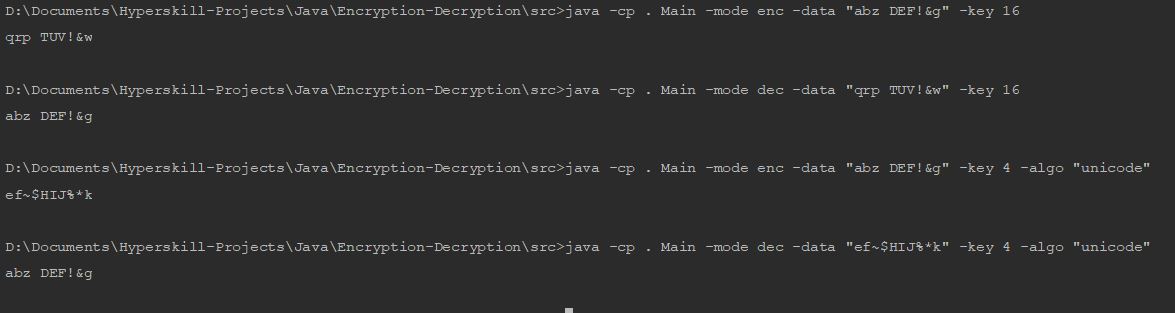 D:\Documents\Hyperskill-Projects\Java\Encryption-Decryption\src>java -cp . Main -mode enc -data "abz DEF!&g" -key 16
qrp TUV!&w
D:\Documents\Hyperskill-Projects\Java\Encryption-Decryption\src>java -cp . Main -mode dec -data "qrp TUV!&w" -key 16
abz DEF!&g
D:\Documents\Hyperskill-Projects\Java\Encryption-Decryption\src>java -cp . Main -mode enc -data "abz DEF!&g" -key 4 -algo "unicode"
ef~$HIJ%*k
D:\Documents\Hyperskill-Projects\Java\Encryption-Decryption\src>java -cp . Main -mode dec -data "ef~$HIJ%*k" -key 4 -algo "unicode"
abz DEF!&g